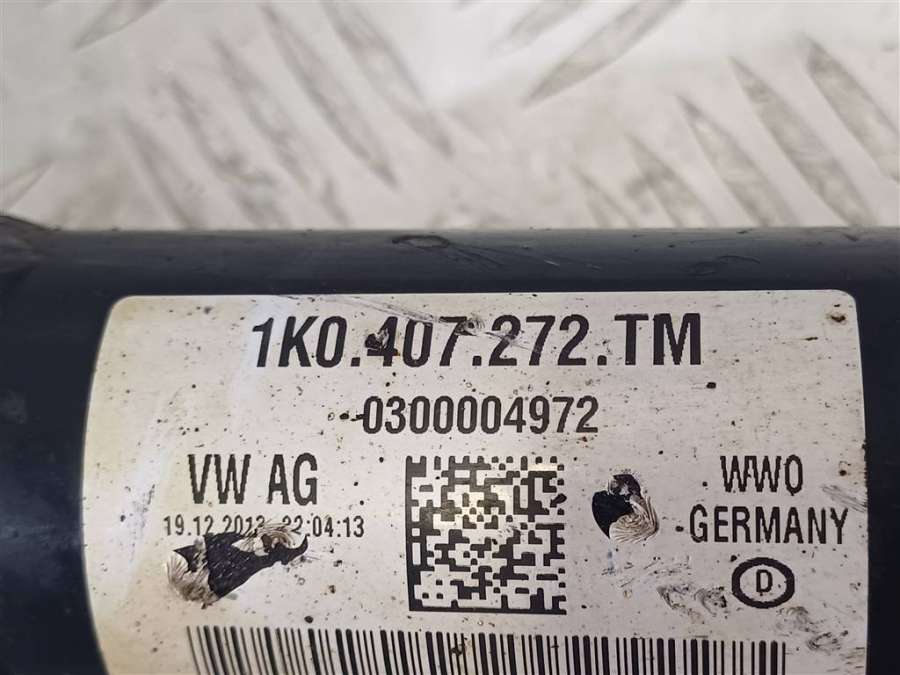 1K0.407.272.TM
0300004972
VW AG
19.12.2013 22:04:13
WWO
GERMANY
D